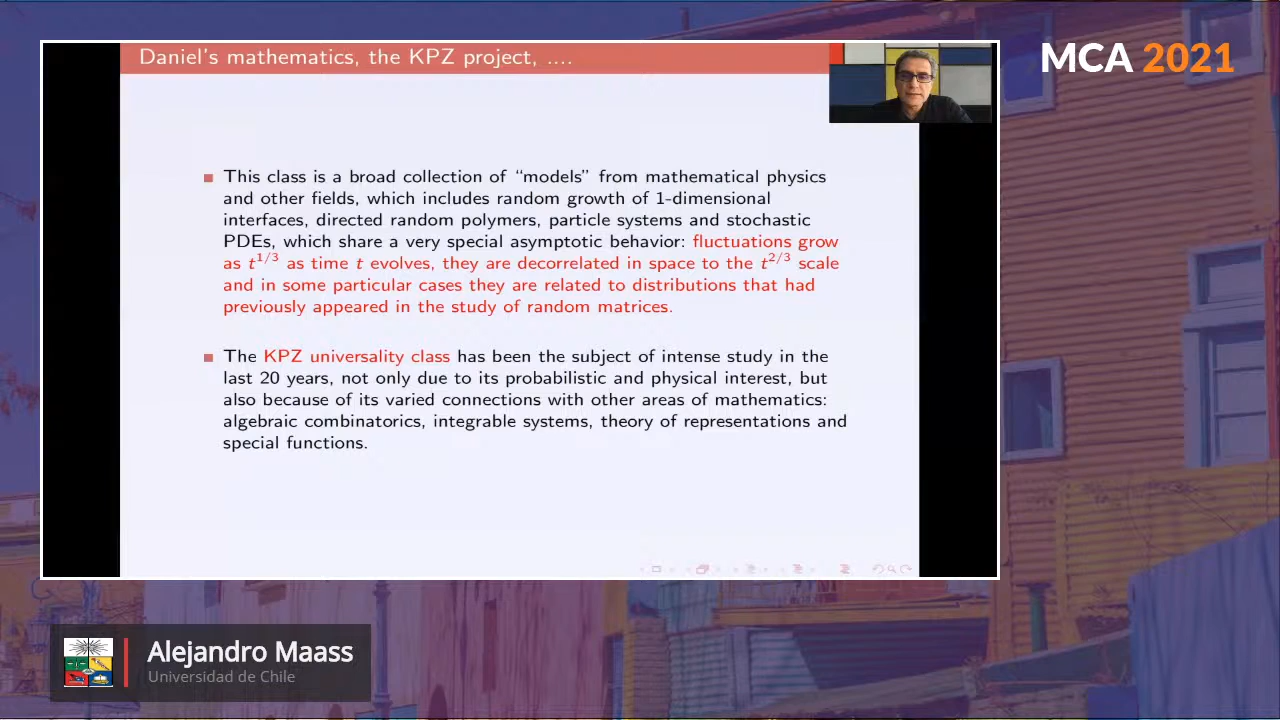 Daniel's mathematics, the KPZ project, ....
MCA 2021
This class is a broad collection of “models” from mathematical physics
and other fields, which includes random growth of 1-dimensional
interfaces, directed random polymers, particle systems and stochastic
PDEs, which share a very special asymptotic behavior: fluctuations grow
as t^{1/3} as time t evolves, they are decorrelated in space to the t^{2/3} scale
and in some particular cases they are related to distributions that had
previously appeared in the study of random matrices.
The KPZ universality class has been the subject of intense study in the
last 20 years, not only due to its probabilistic and physical interest, but
also because of its varied connections with other areas of mathematics:
algebraic combinatorics, integrable systems, theory of representations and
special functions.
Alejandro Maass
Universidad de Chile